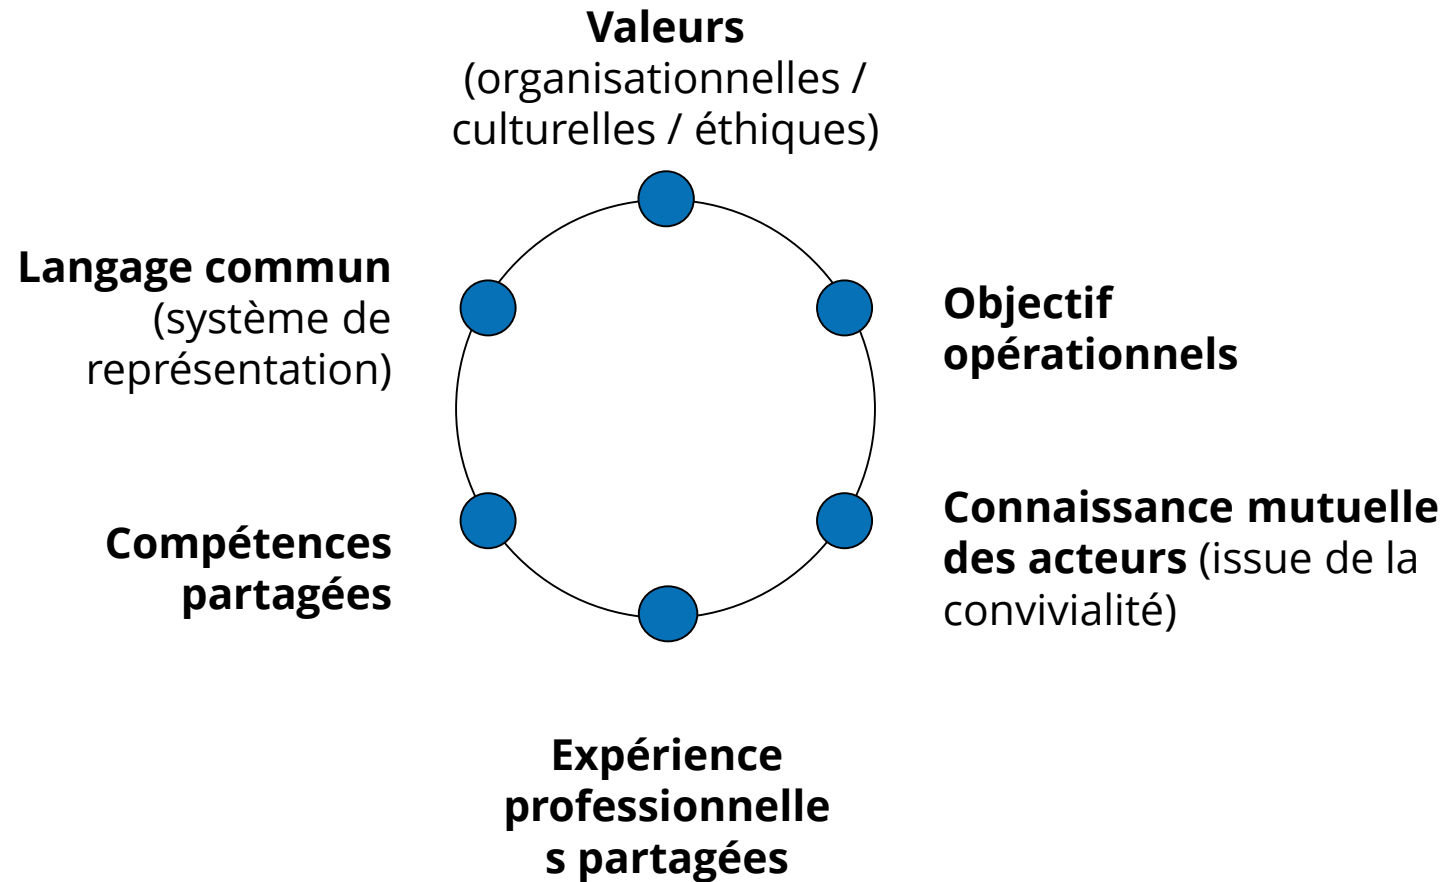 Valeurs
(organisationnelles /
culturelles / éthiques)
Langage commun
(système de
représentation)
Objectif
opérationnels
Compétences
partagées
Connaissance mutuelle
des acteurs (issue de la
convivialité)
Expérience
professionnelle
s partagées